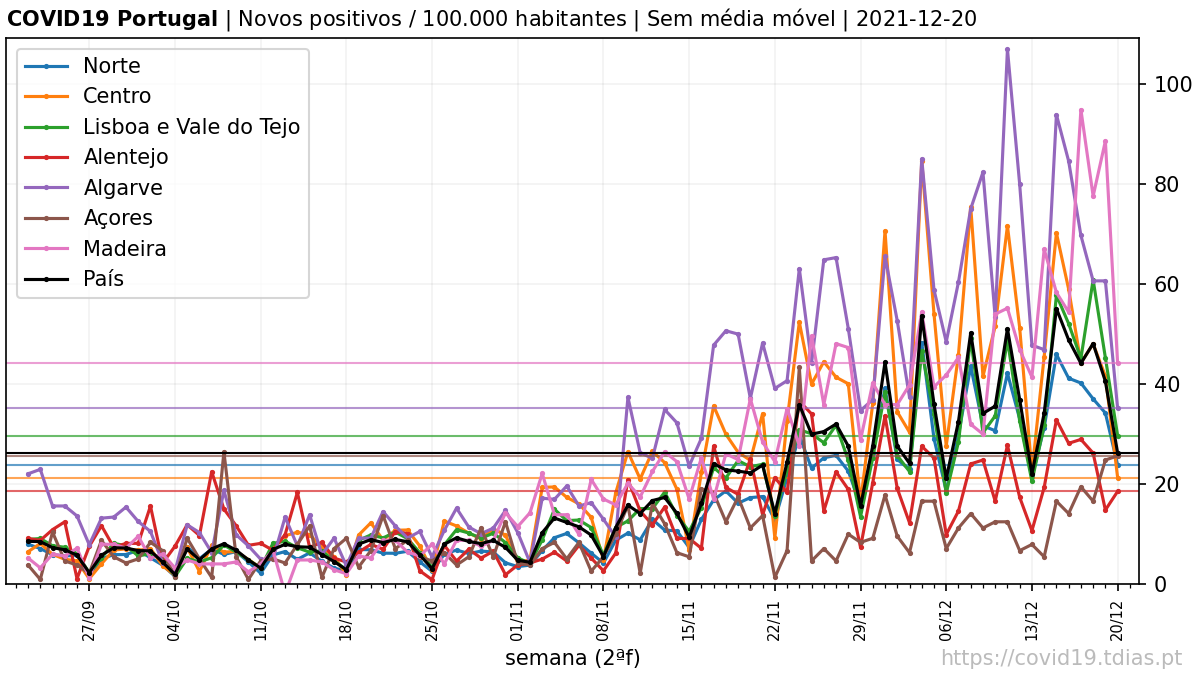 COVID19 Portugal | Novos positivos / 100.000 habitantes | Sem média móvel | 2021-12-20
Norte
Centro
Lisboa e Vale do Tejo
Alentejo
Algarve
Açores
Madeira
País
100
80
60
40
20
0
27/09
04/10
11/10
18/10
25/10
01/11
08/11
15/11
22/11
29/11
06/12
13/12
20/12
semana (2ªf)
https://covid19.tdias.pt